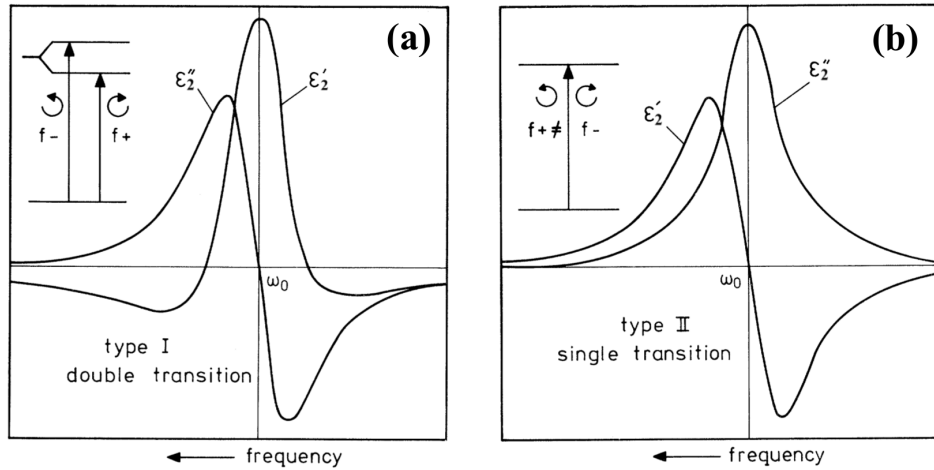 (a)
ε₂″
ε₂′
f−
f+
ω₀
type I
double transition
← frequency
(b)
ε₂″
ε₂′
f+ ≠ f−
ω₀
type II
single transition
← frequency